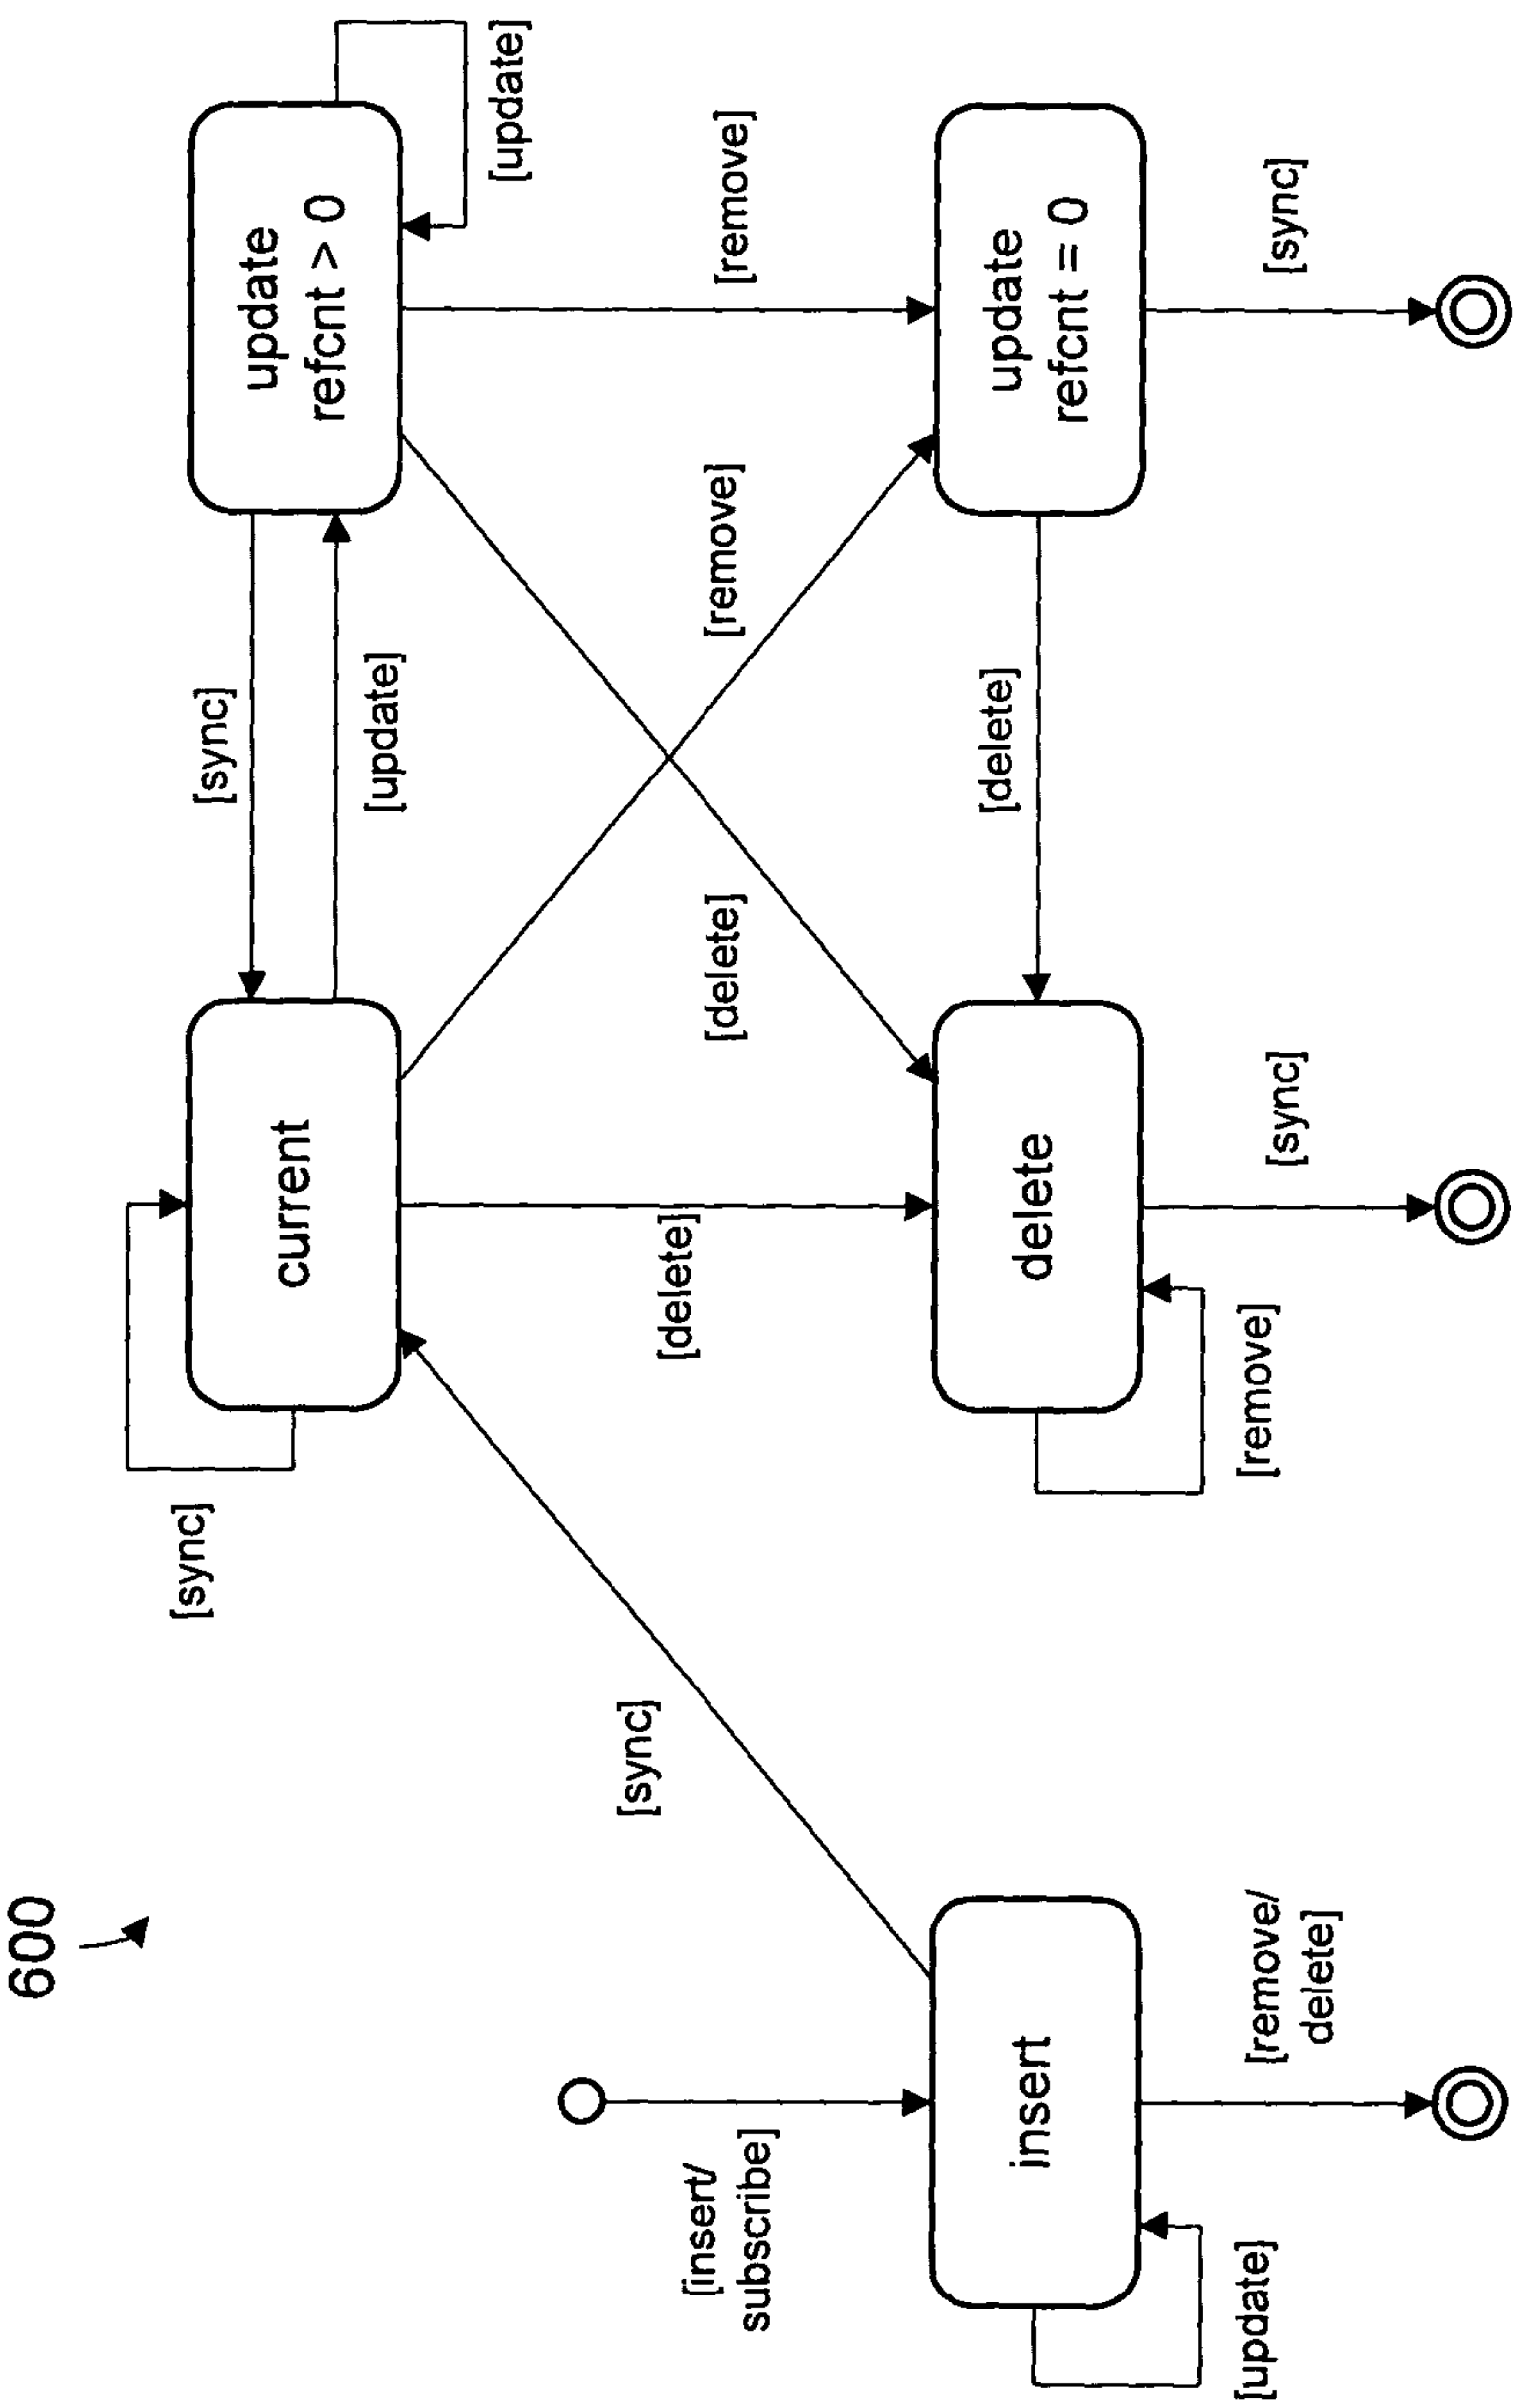 600
[sync]
[sync]
current
update
refcnt > 0
[update]
[update]
[sync]
[delete]
[insert/
subscribe]
[delete]
[remove]
[remove]
[delete]
insert
delete
update
refcnt = 0
[update]
[remove/
delete]
[remove]
[sync]
[sync]